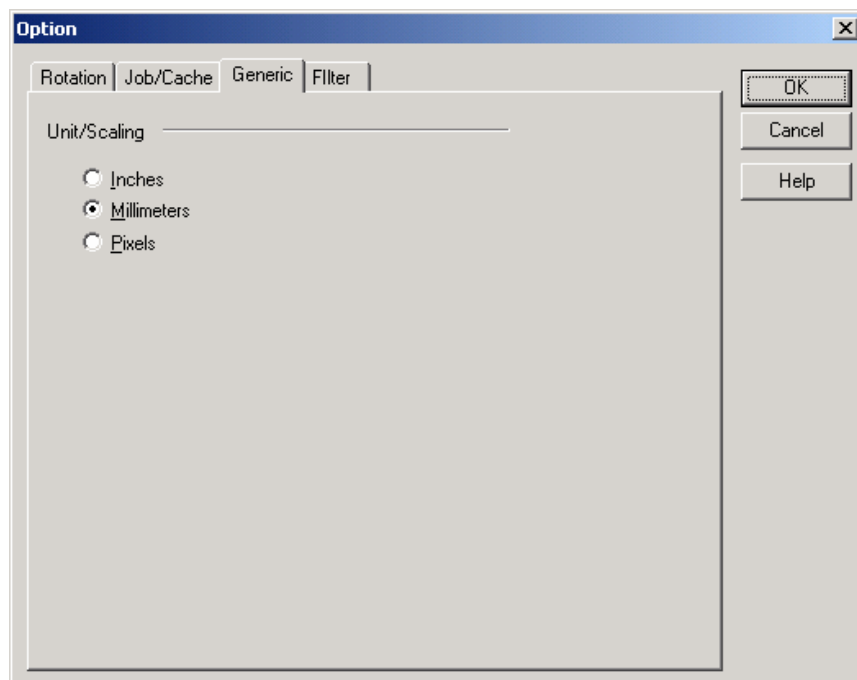 Option
Rotation Job/Cache Generic FIlter
OK
Cancel
Help
Unit/Scaling
Inches
Millimeters
Pixels